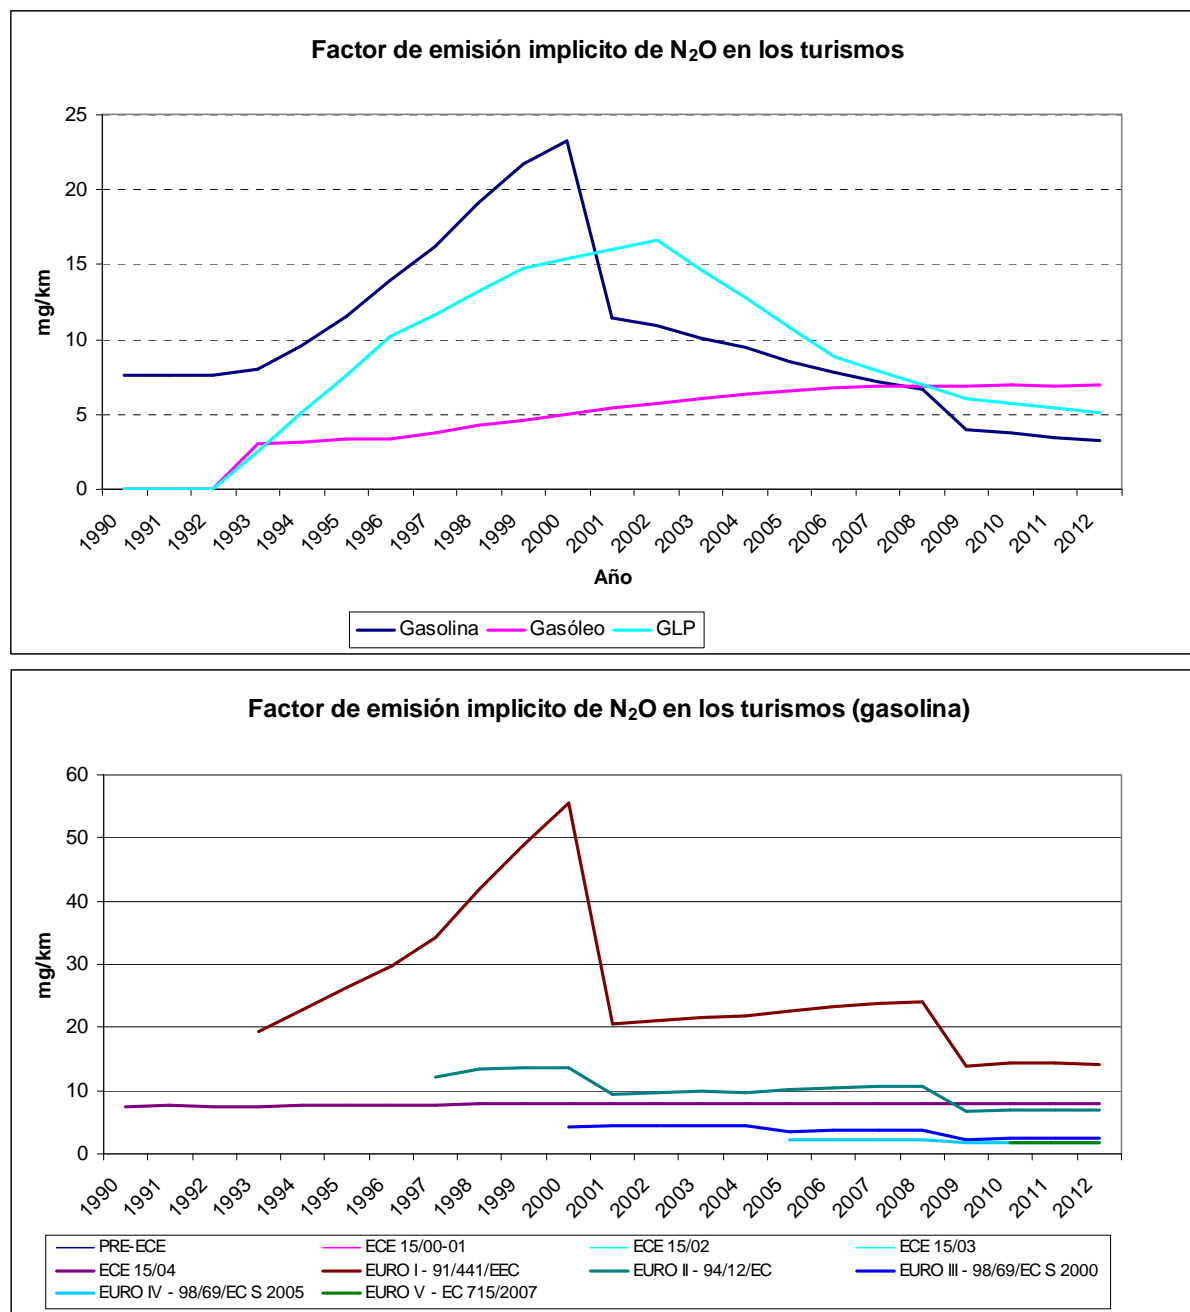 Factor de emisión implicito de N₂O en los turismos
25
20
15
10
5
0
mg/km
1990 1991 1992 1993 1994 1995 1996 1997 1998 1999 2000 2001 2002 2003 2004 2005 2006 2007 2008 2009 2010 2011 2012
Año
Gasolina Gasóleo GLP
Factor de emisión implicito de N₂O en los turismos (gasolina)
60
50
40
30
20
10
0
mg/km
1990 1991 1992 1993 1994 1995 1996 1997 1998 1999 2000 2001 2002 2003 2004 2005 2006 2007 2008 2009 2010 2011 2012
PRE-ECE ECE 15/00-01 ECE 15/02 ECE 15/03
ECE 15/04 EURO I - 91/441/EEC EURO II - 94/12/EC EURO III - 98/69/EC S 2000
EURO IV - 98/69/EC S 2005 EURO V - EC 715/2007